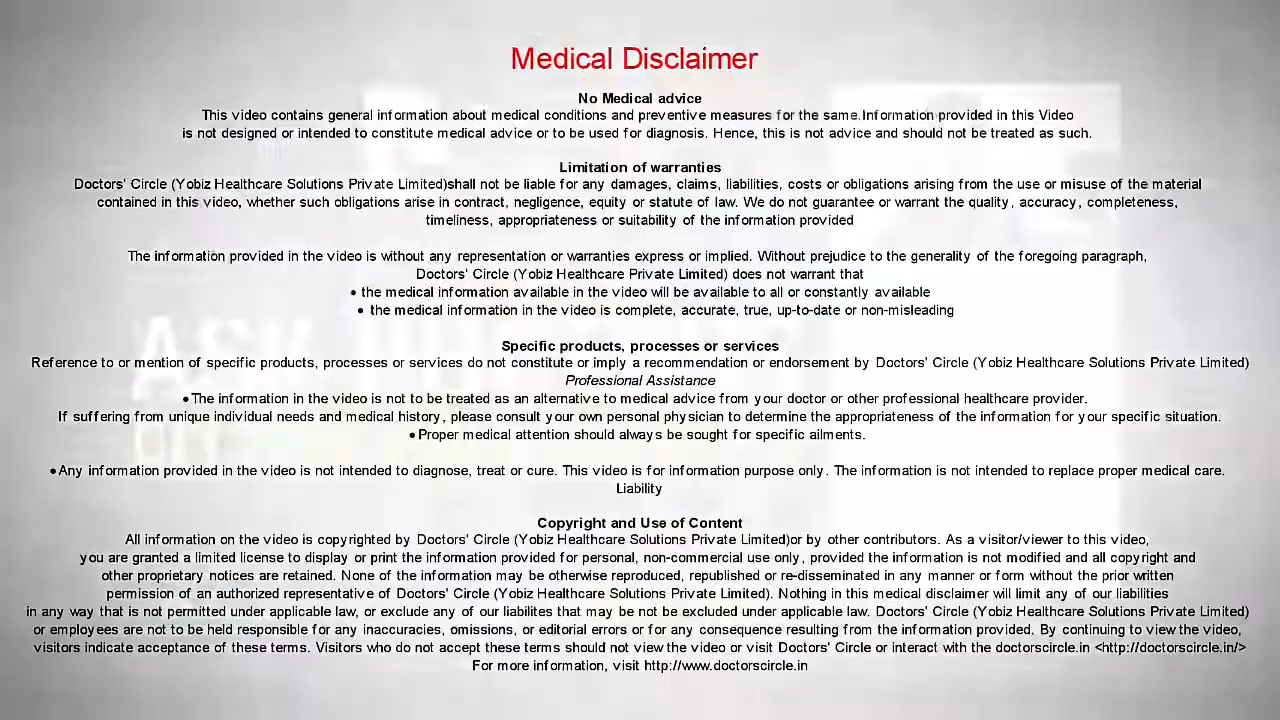 Medical Disclaimer
No Medical advice
This video contains general information about medical conditions and preventive measures for the same.Information provided in this Video
is not designed or intended to constitute medical advice or to be used for diagnosis. Hence, this is not advice and should not be treated as such.
Limitation of warranties
Doctors' Circle (Yobiz Healthcare Solutions Private Limited)shall not be liable for any damages, claims, liabilities, costs or obligations arising from the use or misuse of the material
contained in this video, whether such obligations arise in contract, negligence, equity or statute of law. We do not guarantee or warrant the quality, accuracy, completeness,
timeliness, appropriateness or suitability of the information provided
The information provided in the video is without any representation or warranties express or implied. Without prejudice to the generality of the foregoing paragraph,
Doctors' Circle (Yobiz Healthcare Private Limited) does not warrant that
• the medical information available in the video will be available to all or constantly available
• the medical information in the video is complete, accurate, true, up-to-date or non-misleading
Specific products, processes or services
Reference to or mention of specific products, processes or services do not constitute or imply a recommendation or endorsement by Doctors' Circle (Yobiz Healthcare Solutions Private Limited)
Professional Assistance
•The information in the video is not to be treated as an alternative to medical advice from your doctor or other professional healthcare provider.
If suffering from unique individual needs and medical history, please consult your own personal physician to determine the appropriateness of the information for your specific situation.
•Proper medical attention should always be sought for specific ailments.
•Any information provided in the video is not intended to diagnose, treat or cure. This video is for information purpose only. The information is not intended to replace proper medical care.
Liability
Copyright and Use of Content
All information on the video is copyrighted by Doctors' Circle (Yobiz Healthcare Solutions Private Limited)or by other contributors. As a visitor/viewer to this video,
you are granted a limited license to display or print the information provided for personal, non-commercial use only, provided the information is not modified and all copyright and
other proprietary notices are retained. None of the information may be otherwise reproduced, republished or re-disseminated in any manner or form without the prior written
permission of an authorized representative of Doctors' Circle (Yobiz Healthcare Solutions Private Limited). Nothing in this medical disclaimer will limit any of our liabilities
in any way that is not permitted under applicable law, or exclude any of our liabilites that may be not be excluded under applicable law. Doctors' Circle (Yobiz Healthcare Solutions Private Limited)
or employees are not to be held responsible for any inaccuracies, omissions, or editorial errors or for any consequence resulting from the information provided. By continuing to view the video,
visitors indicate acceptance of these terms. Visitors who do not accept these terms should not view the video or visit Doctors' Circle or interact with the doctorscircle.in <http://doctorscircle.in/>
For more information, visit http://www.doctorscircle.in